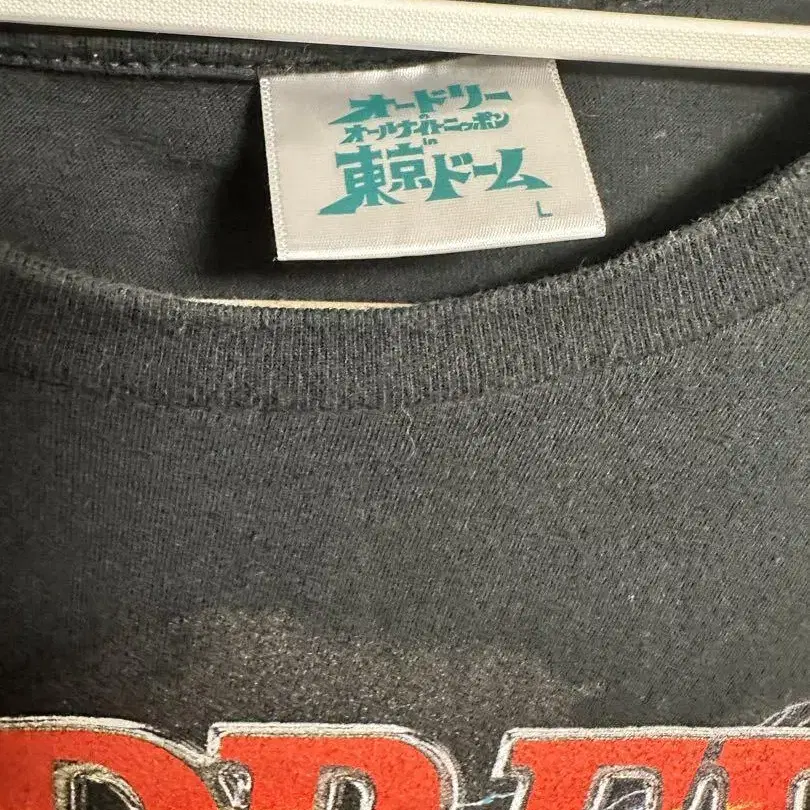 オードリー
の
オールナイトニッポン
in
東京ドーム
L